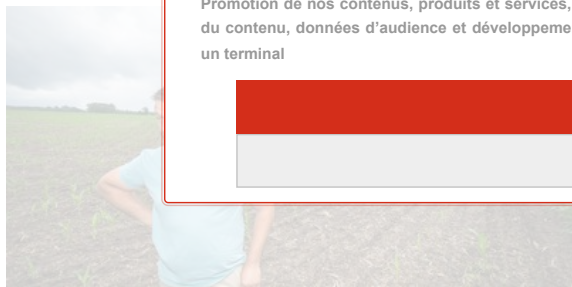 Promotion de nos contenus, produits et services,
du contenu, données d’audience et développeme
un terminal